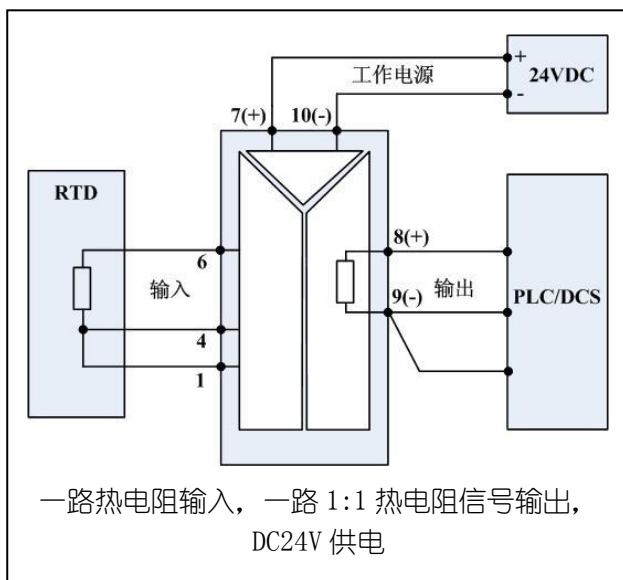 工作电源
+
-
24VDC
7(+) 10(-)
RTD
6
输入
4
1
8(+)
9(-)
输出
PLC/DCS
一路热电阻输入，一路 1:1 热电阻信号输出，
DC24V 供电